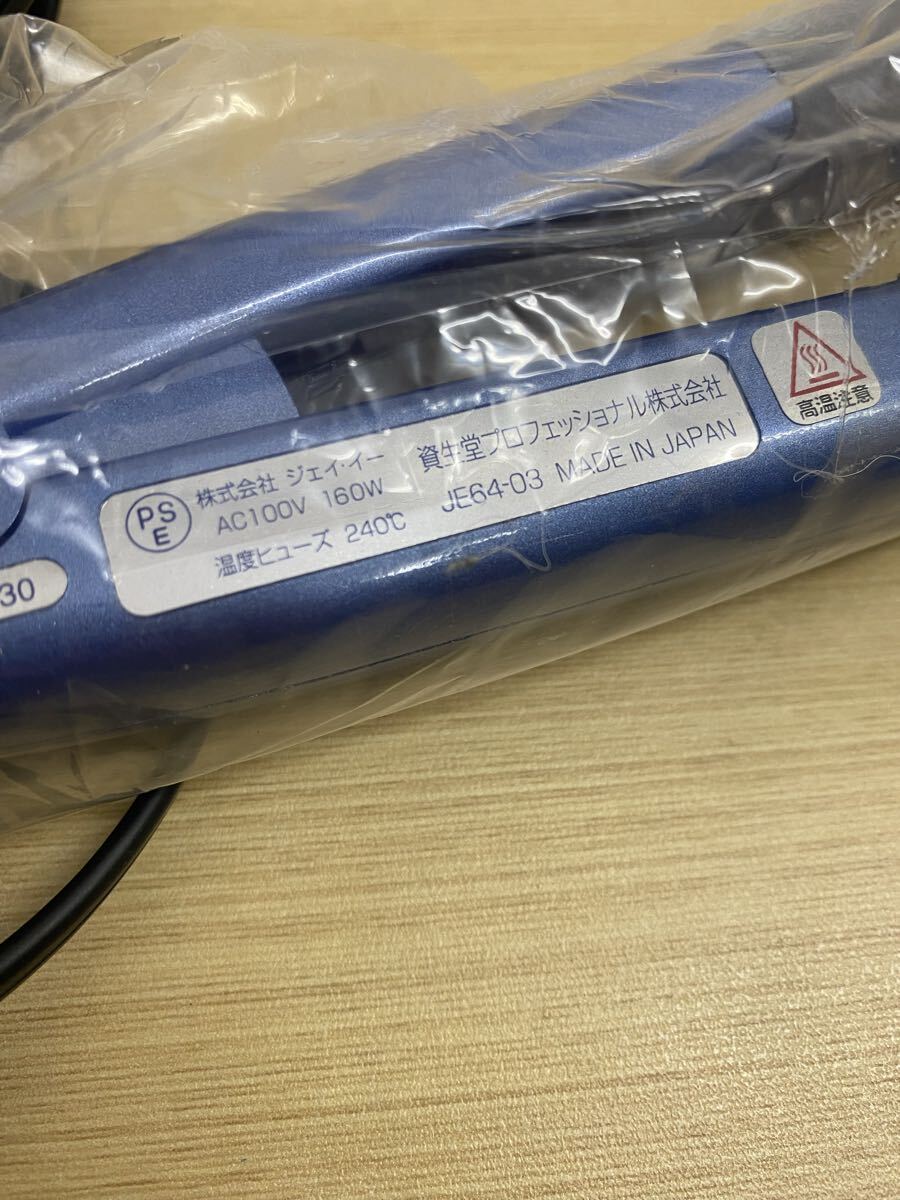 PS
E
株式会社 ジェイ・イー 資生堂プロフェッショナル株式会社
AC100V 160W JE64-03 MADE IN JAPAN
温度ヒューズ 240℃
30
高温注意